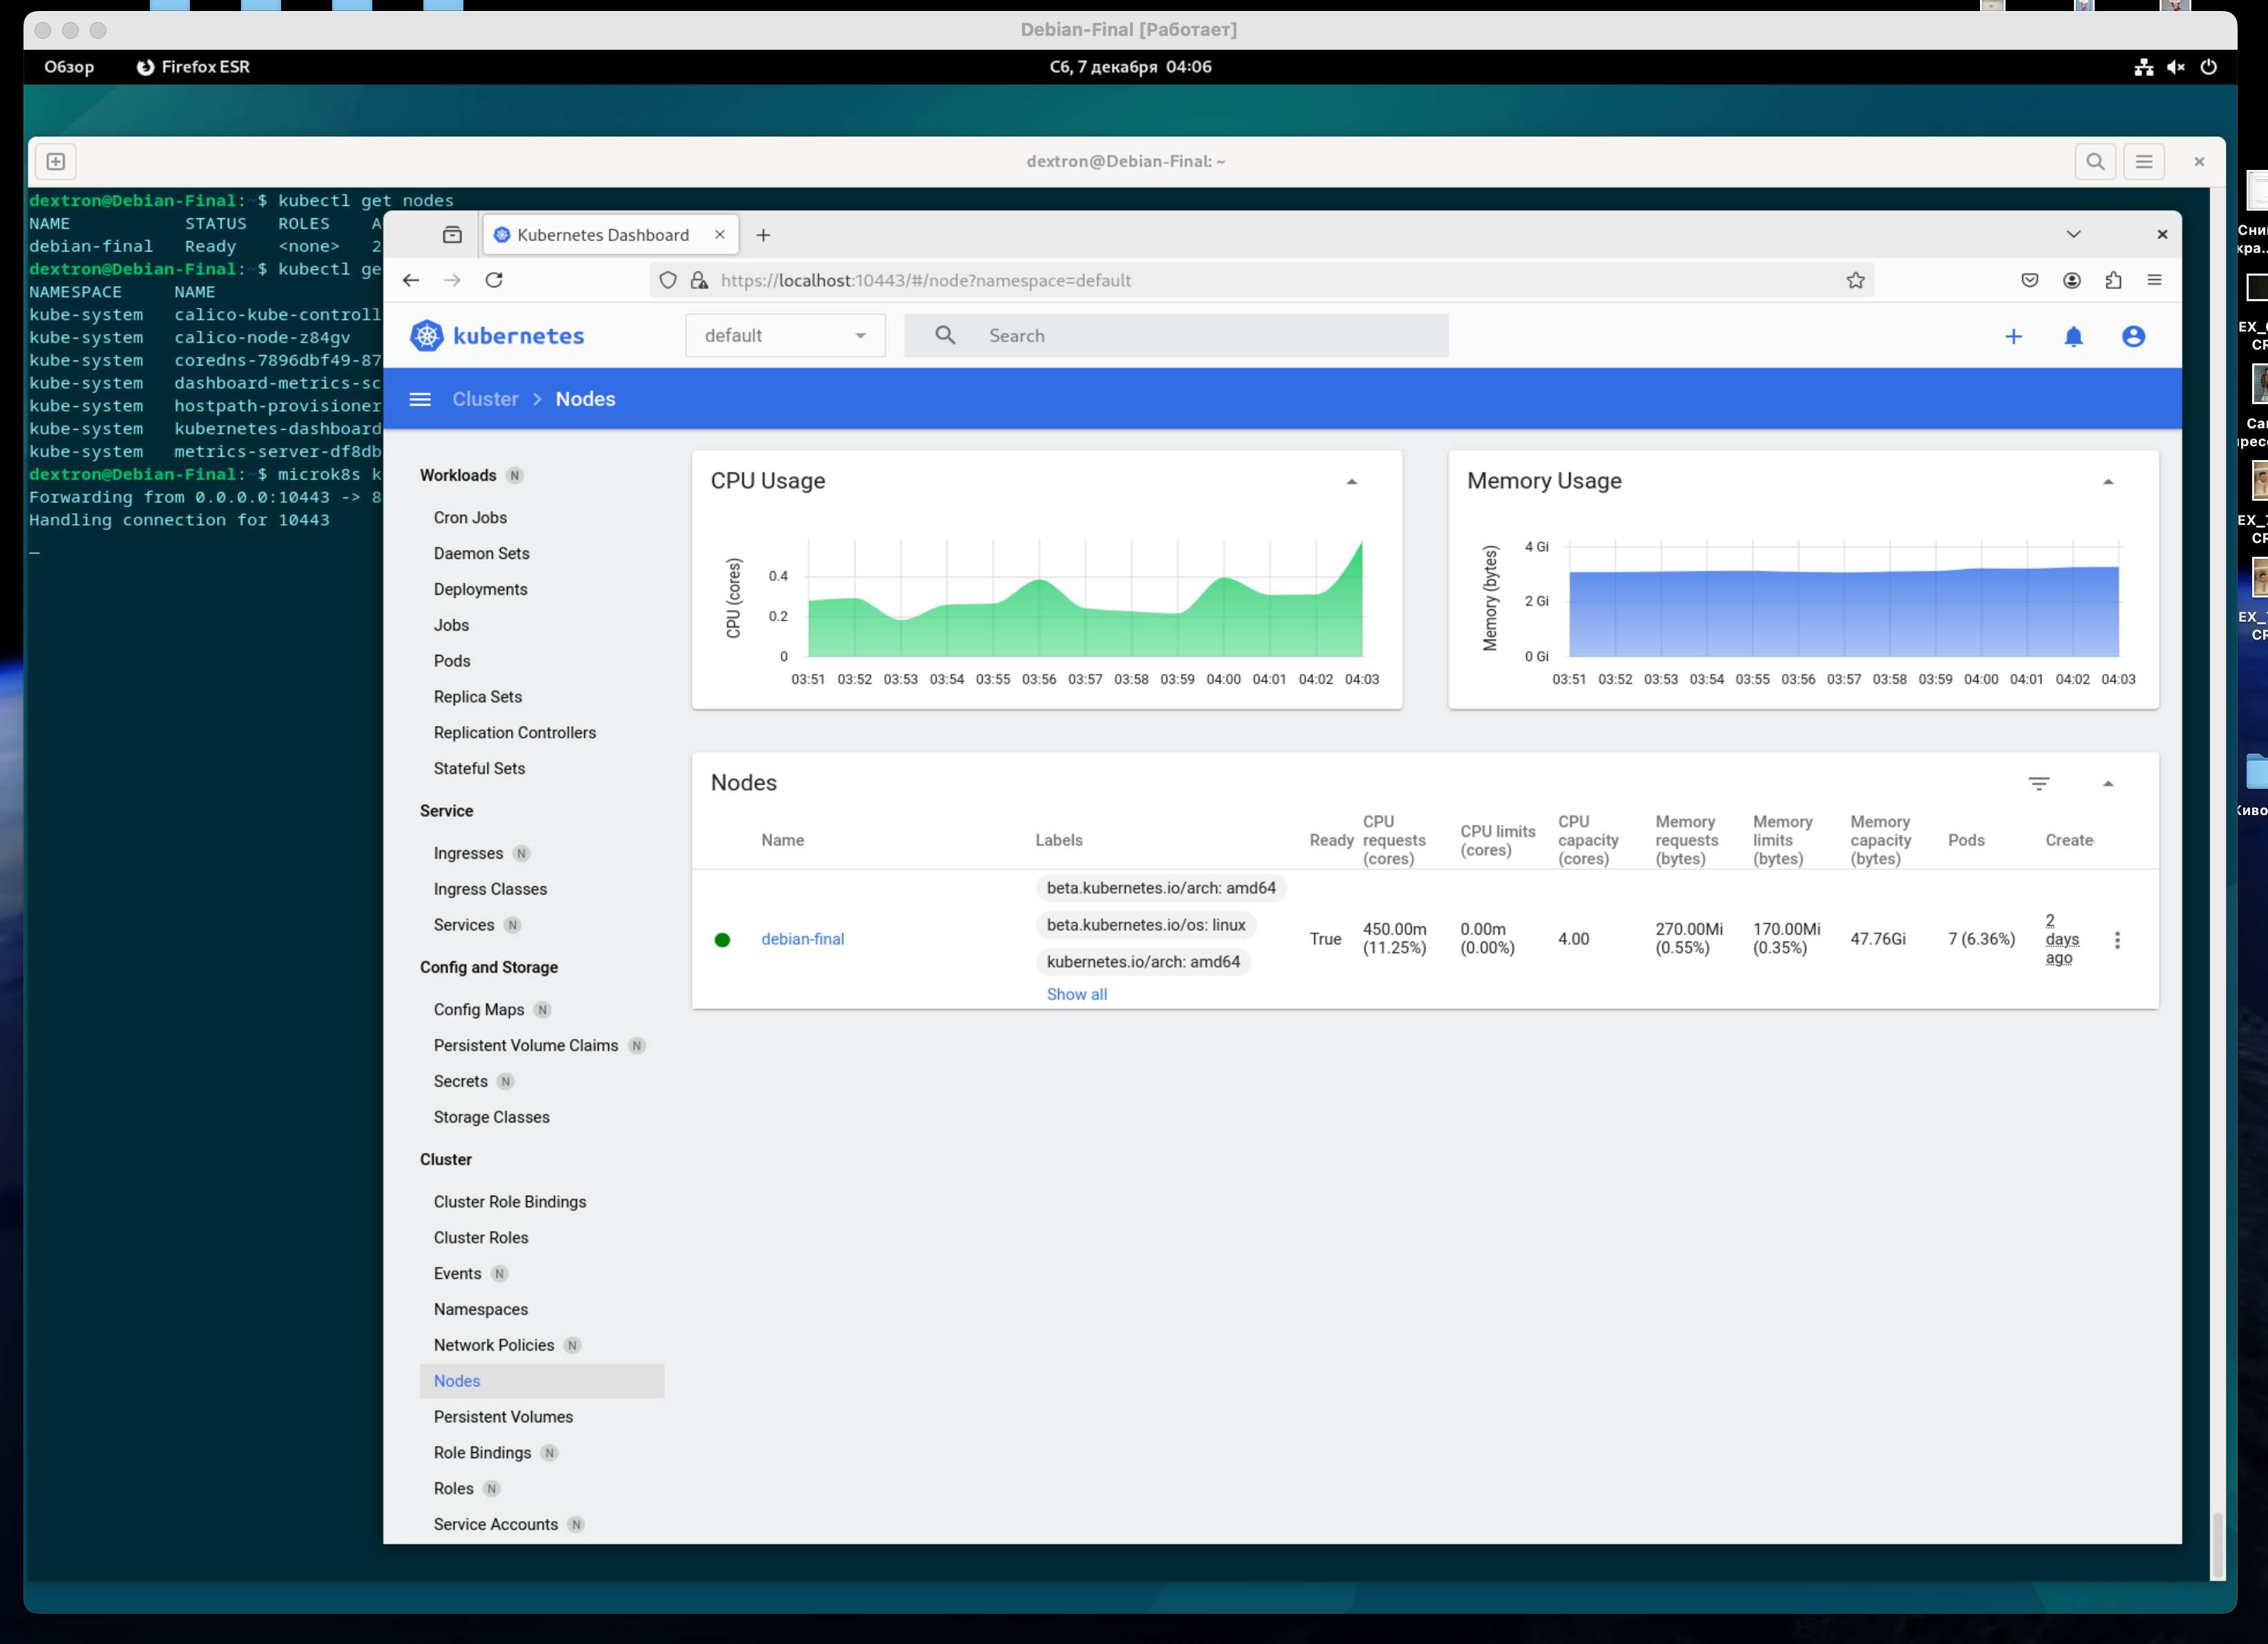 Debian-Final [Работает]
Обзор Firefox ESR Сб, 7 декабря 04:06
dextron@Debian-Final: ~
dextron@Debian-Final:~$ kubectl get nodes
NAME STATUS ROLES A
debian-final Ready <none> 2
dextron@Debian-Final:~$ kubectl ge
NAMESPACE NAME
kube-system calico-kube-controll
kube-system calico-node-z84gv
kube-system coredns-7896dbf49-87
kube-system dashboard-metrics-sc
kube-system hostpath-provisioner
kube-system kubernetes-dashboard
kube-system metrics-server-df8db
dextron@Debian-Final:~$ microk8s k
Forwarding from 0.0.0.0:10443 -> 8
Handling connection for 10443
Kubernetes Dashboard
https://localhost:10443/#/node?namespace=default
kubernetes
default
Search
Cluster > Nodes
Workloads N
Cron Jobs
Daemon Sets
Deployments
Jobs
Pods
Replica Sets
Replication Controllers
Stateful Sets
Service
Ingresses N
Ingress Classes
Services N
Config and Storage
Config Maps N
Persistent Volume Claims N
Secrets N
Storage Classes
Cluster
Cluster Role Bindings
Cluster Roles
Events N
Namespaces
Network Policies N
Nodes
Persistent Volumes
Role Bindings N
Roles N
Service Accounts N
CPU Usage
CPU (cores)
0.4
0.2
0
03:51 03:52 03:53 03:54 03:55 03:56 03:57 03:58 03:59 04:00 04:01 04:02 04:03
Memory Usage
Memory (bytes)
4 Gi
2 Gi
0 Gi
03:51 03:52 03:53 03:54 03:55 03:56 03:57 03:58 03:59 04:00 04:01 04:02 04:03
Nodes
Name
Labels
Ready
CPU
requests
(cores)
CPU limits
(cores)
CPU
capacity
(cores)
Memory
requests
(bytes)
Memory
limits
(bytes)
Memory
capacity
(bytes)
Pods
Create
debian-final
beta.kubernetes.io/arch: amd64
beta.kubernetes.io/os: linux
kubernetes.io/arch: amd64
Show all
True
450.00m
(11.25%)
0.00m
(0.00%)
4.00
270.00Mi
(0.55%)
170.00Mi
(0.35%)
47.76Gi
7 (6.36%)
2
days
ago